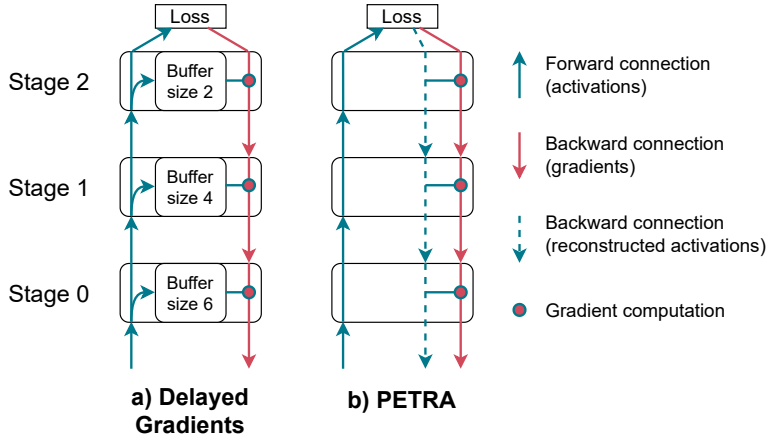 Loss
Loss
Stage 2
Buffer
size 2
Stage 1
Buffer
size 4
Stage 0
Buffer
size 6
a) Delayed
Gradients
b) PETRA
Forward connection
(activations)
Backward connection
(gradients)
Backward connection
(reconstructed activations)
Gradient computation